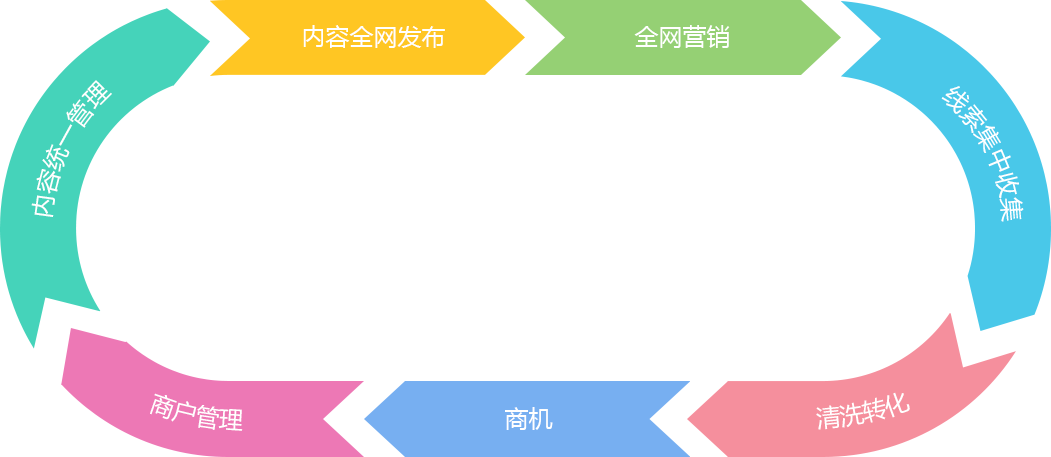 内容全网发布
全网营销
线索集中收集
清洗转化
商机
商户管理
内容统一管理